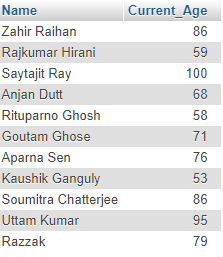 Name Current_Age
Zahir Raihan 86
Rajkumar Hirani 59
Saytajit Ray 100
Anjan Dutt 68
Rituparno Ghosh 58
Goutam Ghose 71
Aparna Sen 76
Kaushik Ganguly 53
Soumitra Chatterjee 86
Uttam Kumar 95
Razzak 79